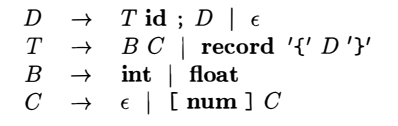 D → T id ; D | ϵ
T → B C | record '{' D '}'
B → int | float
C → ϵ | [ num ] C